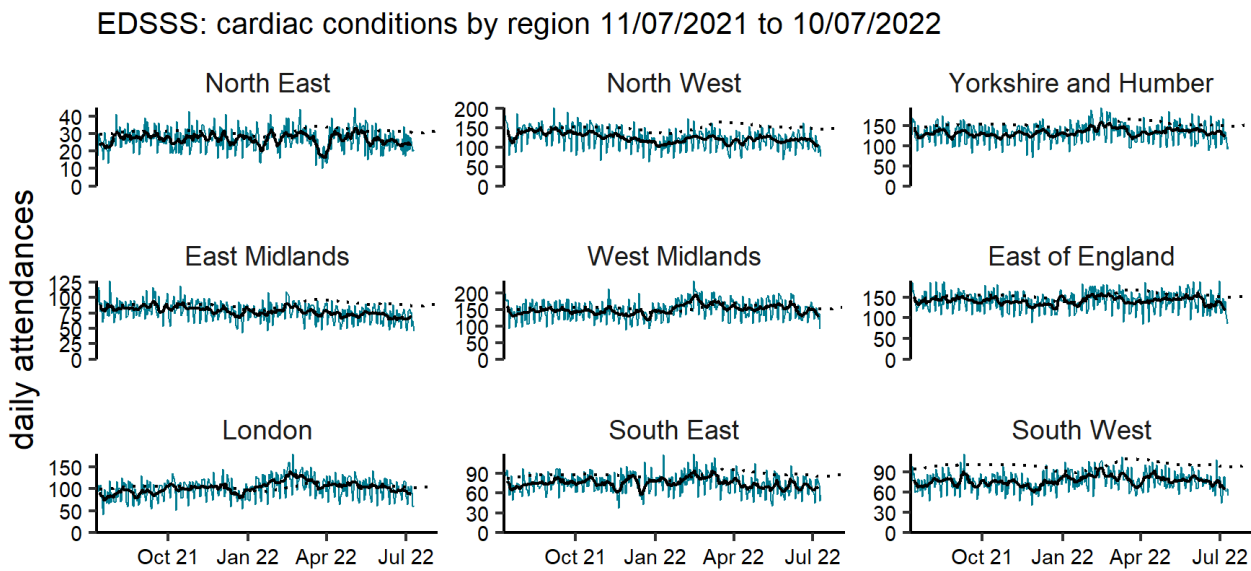 EDSSS: cardiac conditions by region 11/07/2021 to 10/07/2022
North East
North West
Yorkshire and Humber
40
30
20
10
0
200
150
100
50
0
150
100
50
0
daily attendances
East Midlands
West Midlands
East of England
125
100
75
50
25
0
200
150
100
50
0
150
100
50
0
London
South East
South West
150
100
50
0
90
60
30
0
90
60
30
0
Oct 21 Jan 22 Apr 22 Jul 22
Oct 21 Jan 22 Apr 22 Jul 22
Oct 21 Jan 22 Apr 22 Jul 22